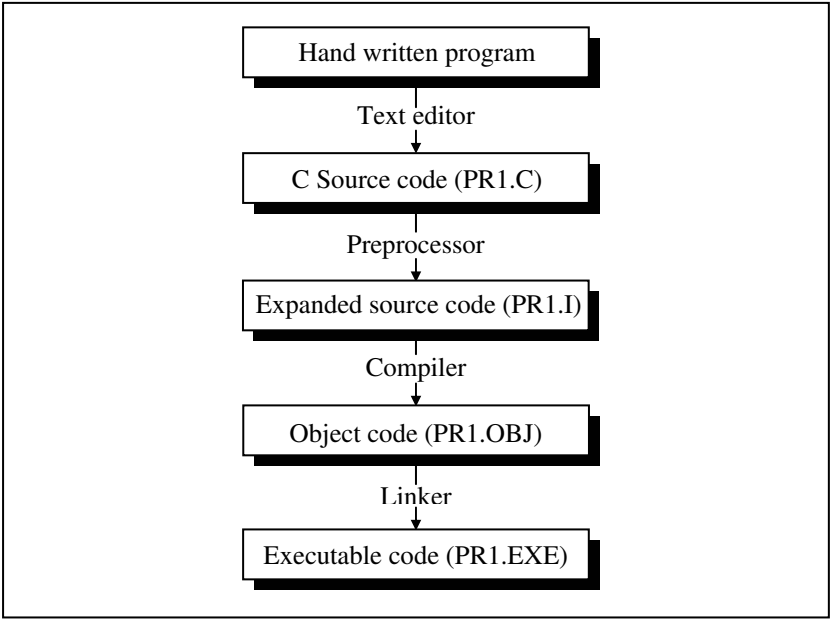 Hand written program
Text editor
C Source code (PR1.C)
Preprocessor
Expanded source code (PR1.I)
Compiler
Object code (PR1.OBJ)
Linker
Executable code (PR1.EXE)